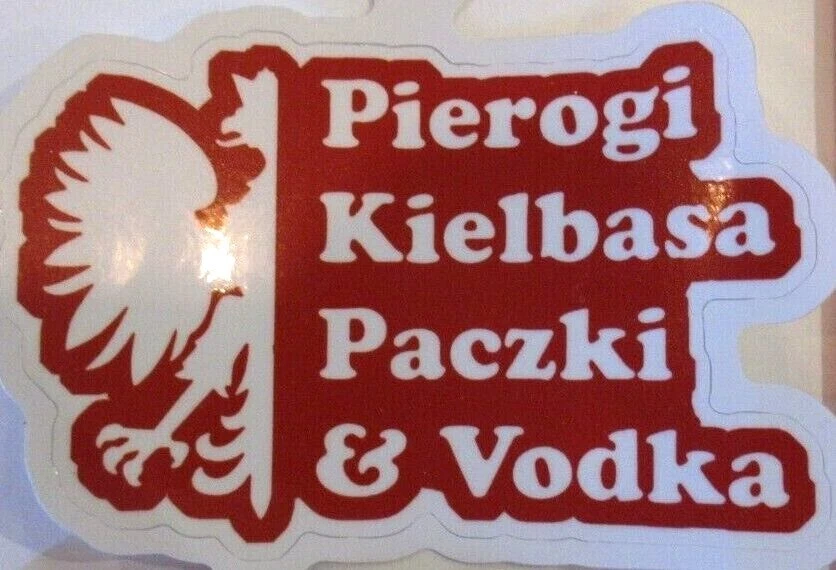 Pierogi
Kielbasa
Paczki
& Vodka